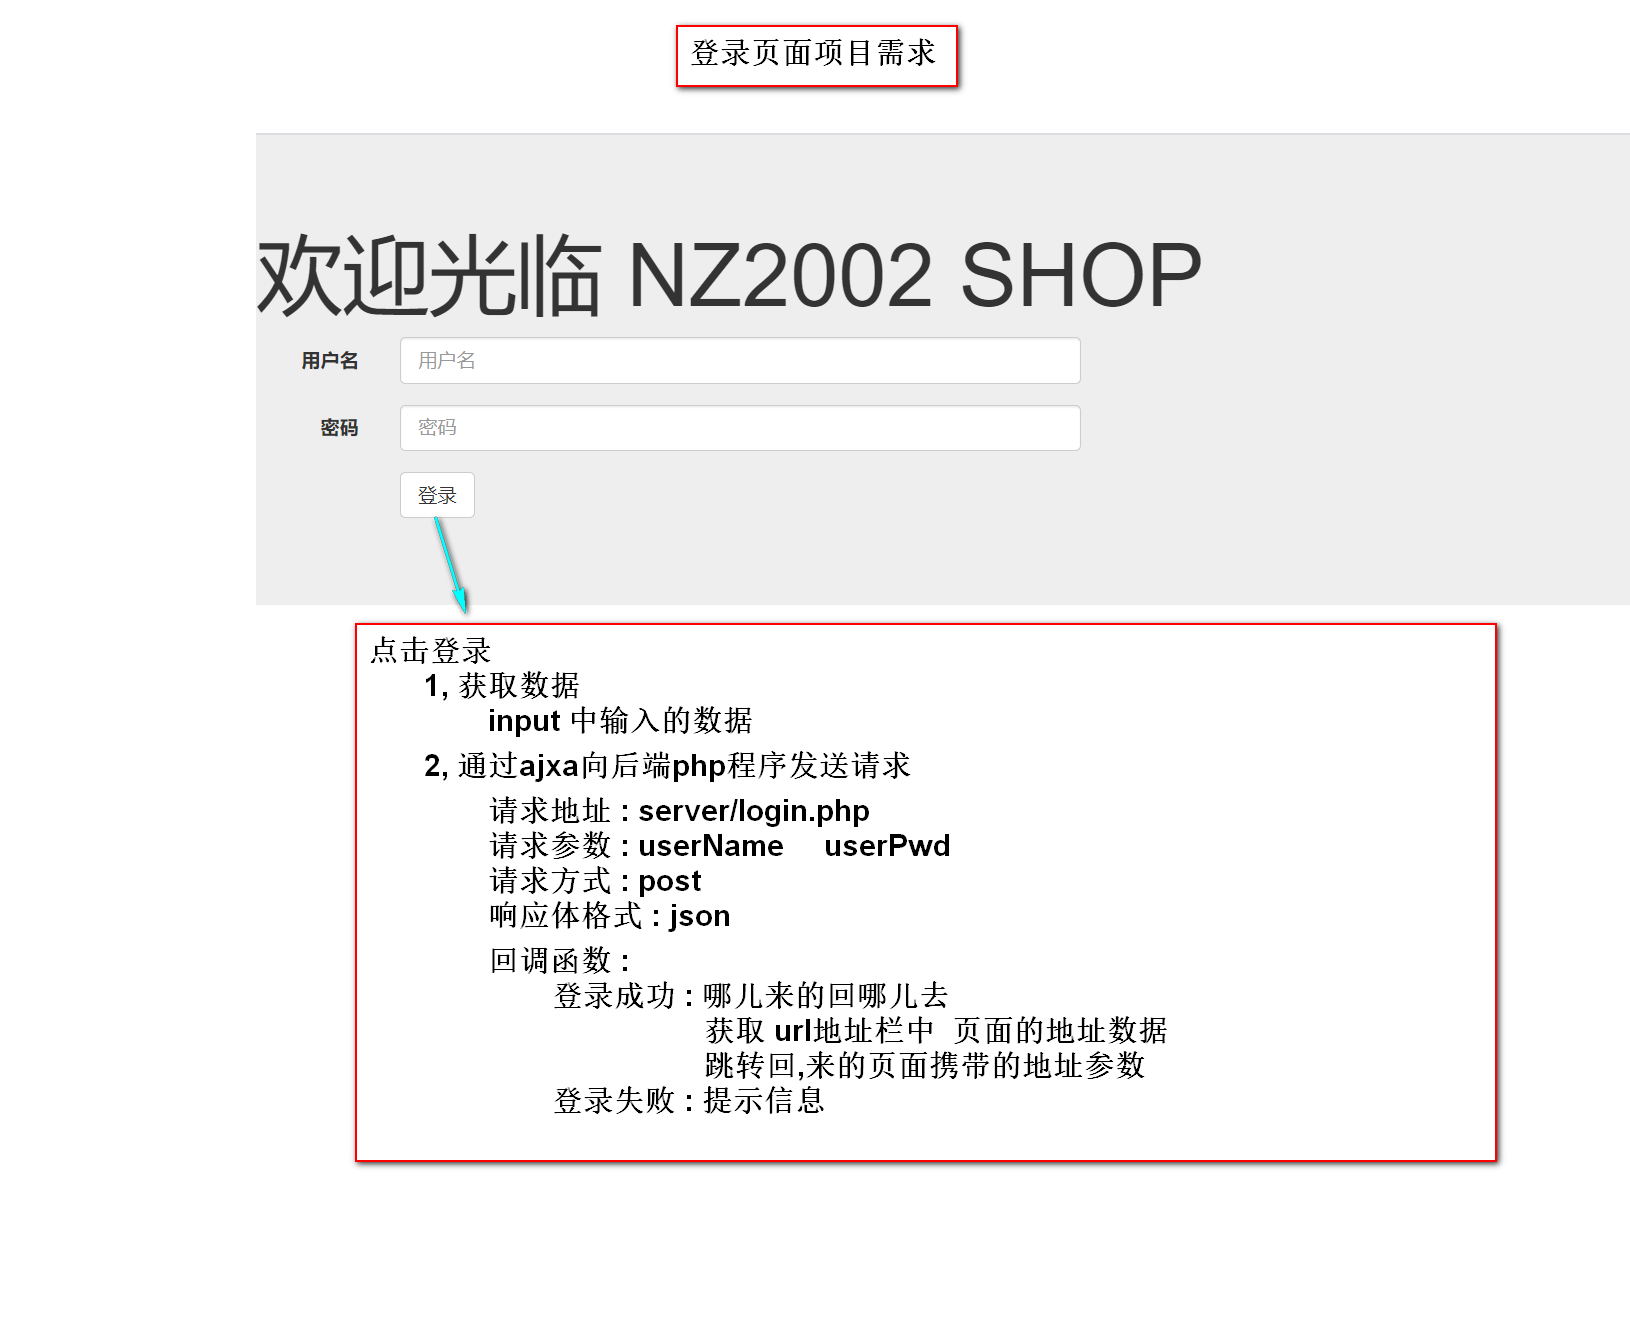 登录页面项目需求
欢迎光临 NZ2002 SHOP
用户名 用户名
密码 密码
登录
点击登录
1, 获取数据
input 中输入的数据
2, 通过ajxa向后端php程序发送请求
请求地址 : server/login.php
请求参数 : userName userPwd
请求方式 : post
响应体格式 : json
回调函数 :
登录成功 : 哪儿来的回哪儿去
获取 url地址栏中 页面的地址数据
跳转回,来的页面携带的地址参数
登录失败 : 提示信息